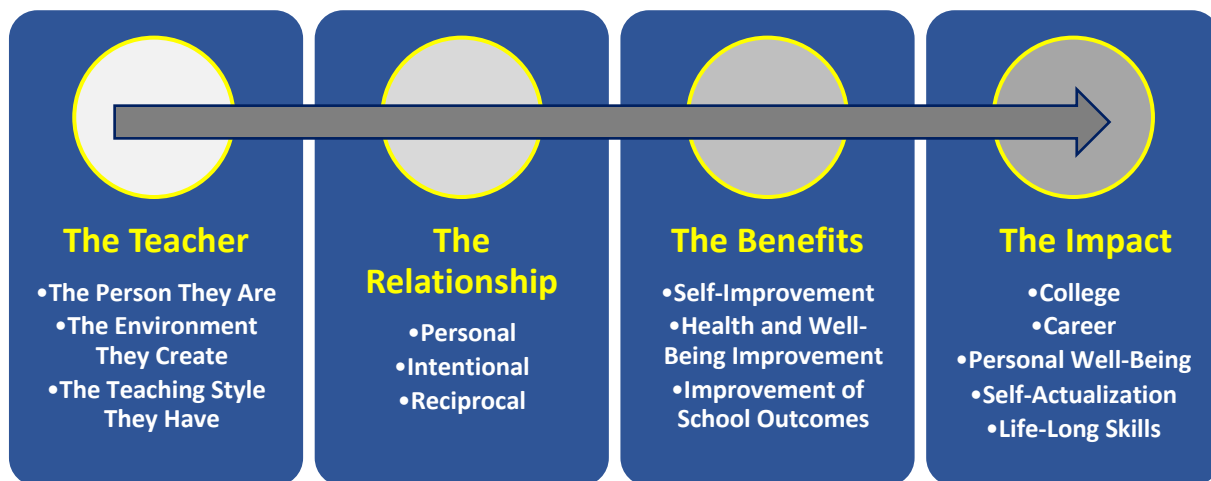 The Teacher
•The Person They Are
•The Environment
They Create
•The Teaching Style
They Have
The
Relationship
•Personal
•Intentional
•Reciprocal
The Benefits
•Self-Improvement
•Health and Well-
Being Improvement
•Improvement of
School Outcomes
The Impact
•College
•Career
•Personal Well-Being
•Self-Actualization
•Life-Long Skills